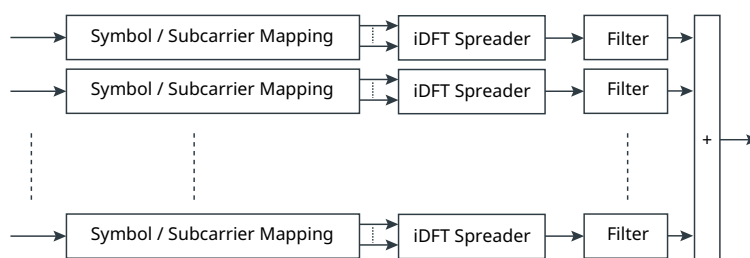 Symbol / Subcarrier Mapping iDFT Spreader Filter
Symbol / Subcarrier Mapping iDFT Spreader Filter
+
Symbol / Subcarrier Mapping iDFT Spreader Filter